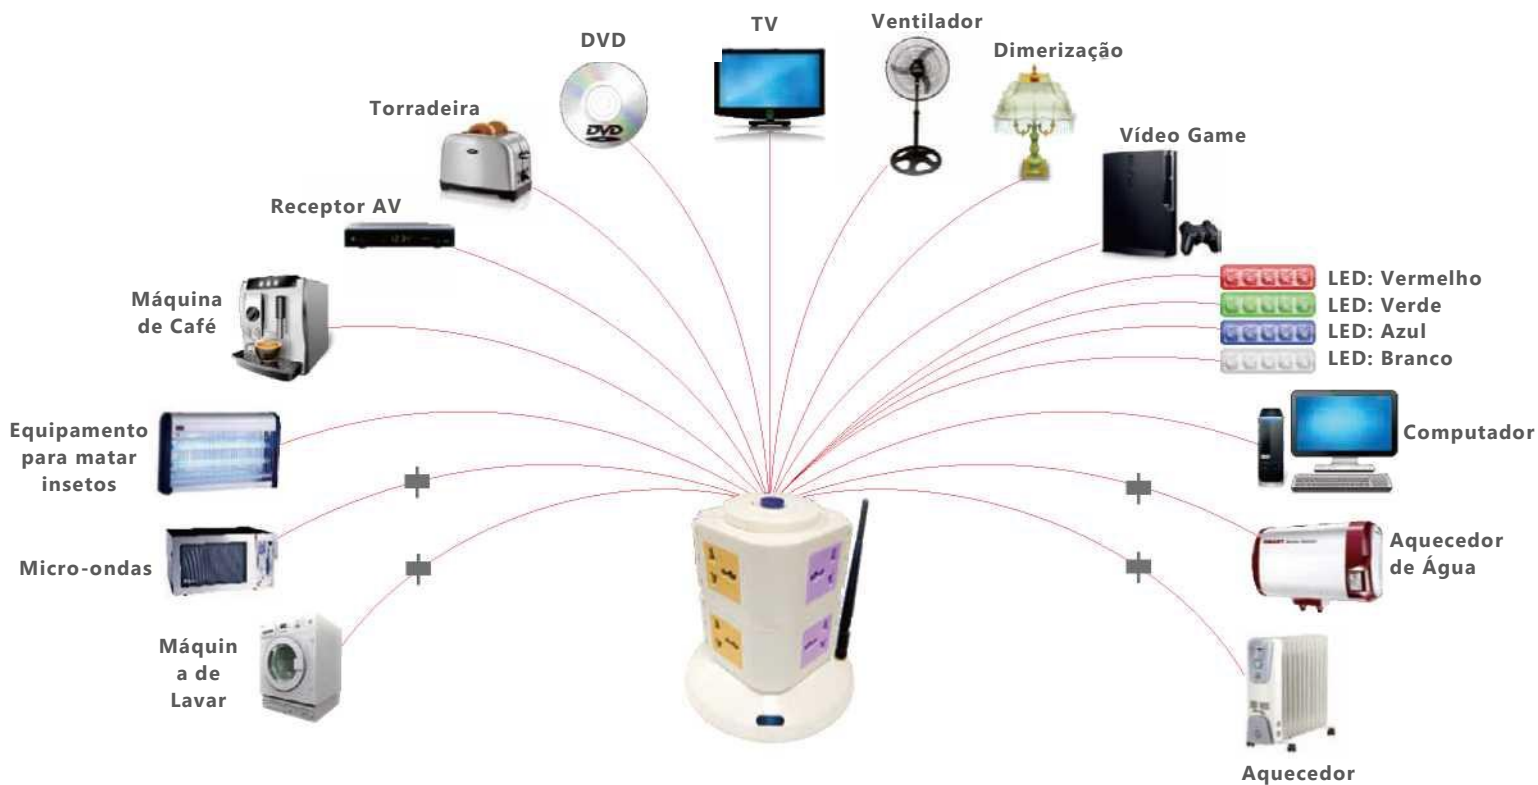 TV
Ventilador
DVD
Dimerização
Torradeira
Vídeo Game
Receptor AV
LED: Vermelho
LED: Verde
LED: Azul
LED: Branco
Máquina
de Café
Equipamento
para matar
insetos
Computador
Micro-ondas
Aquecedor
de Água
Máquin
a de
Lavar
Aquecedor
DVD